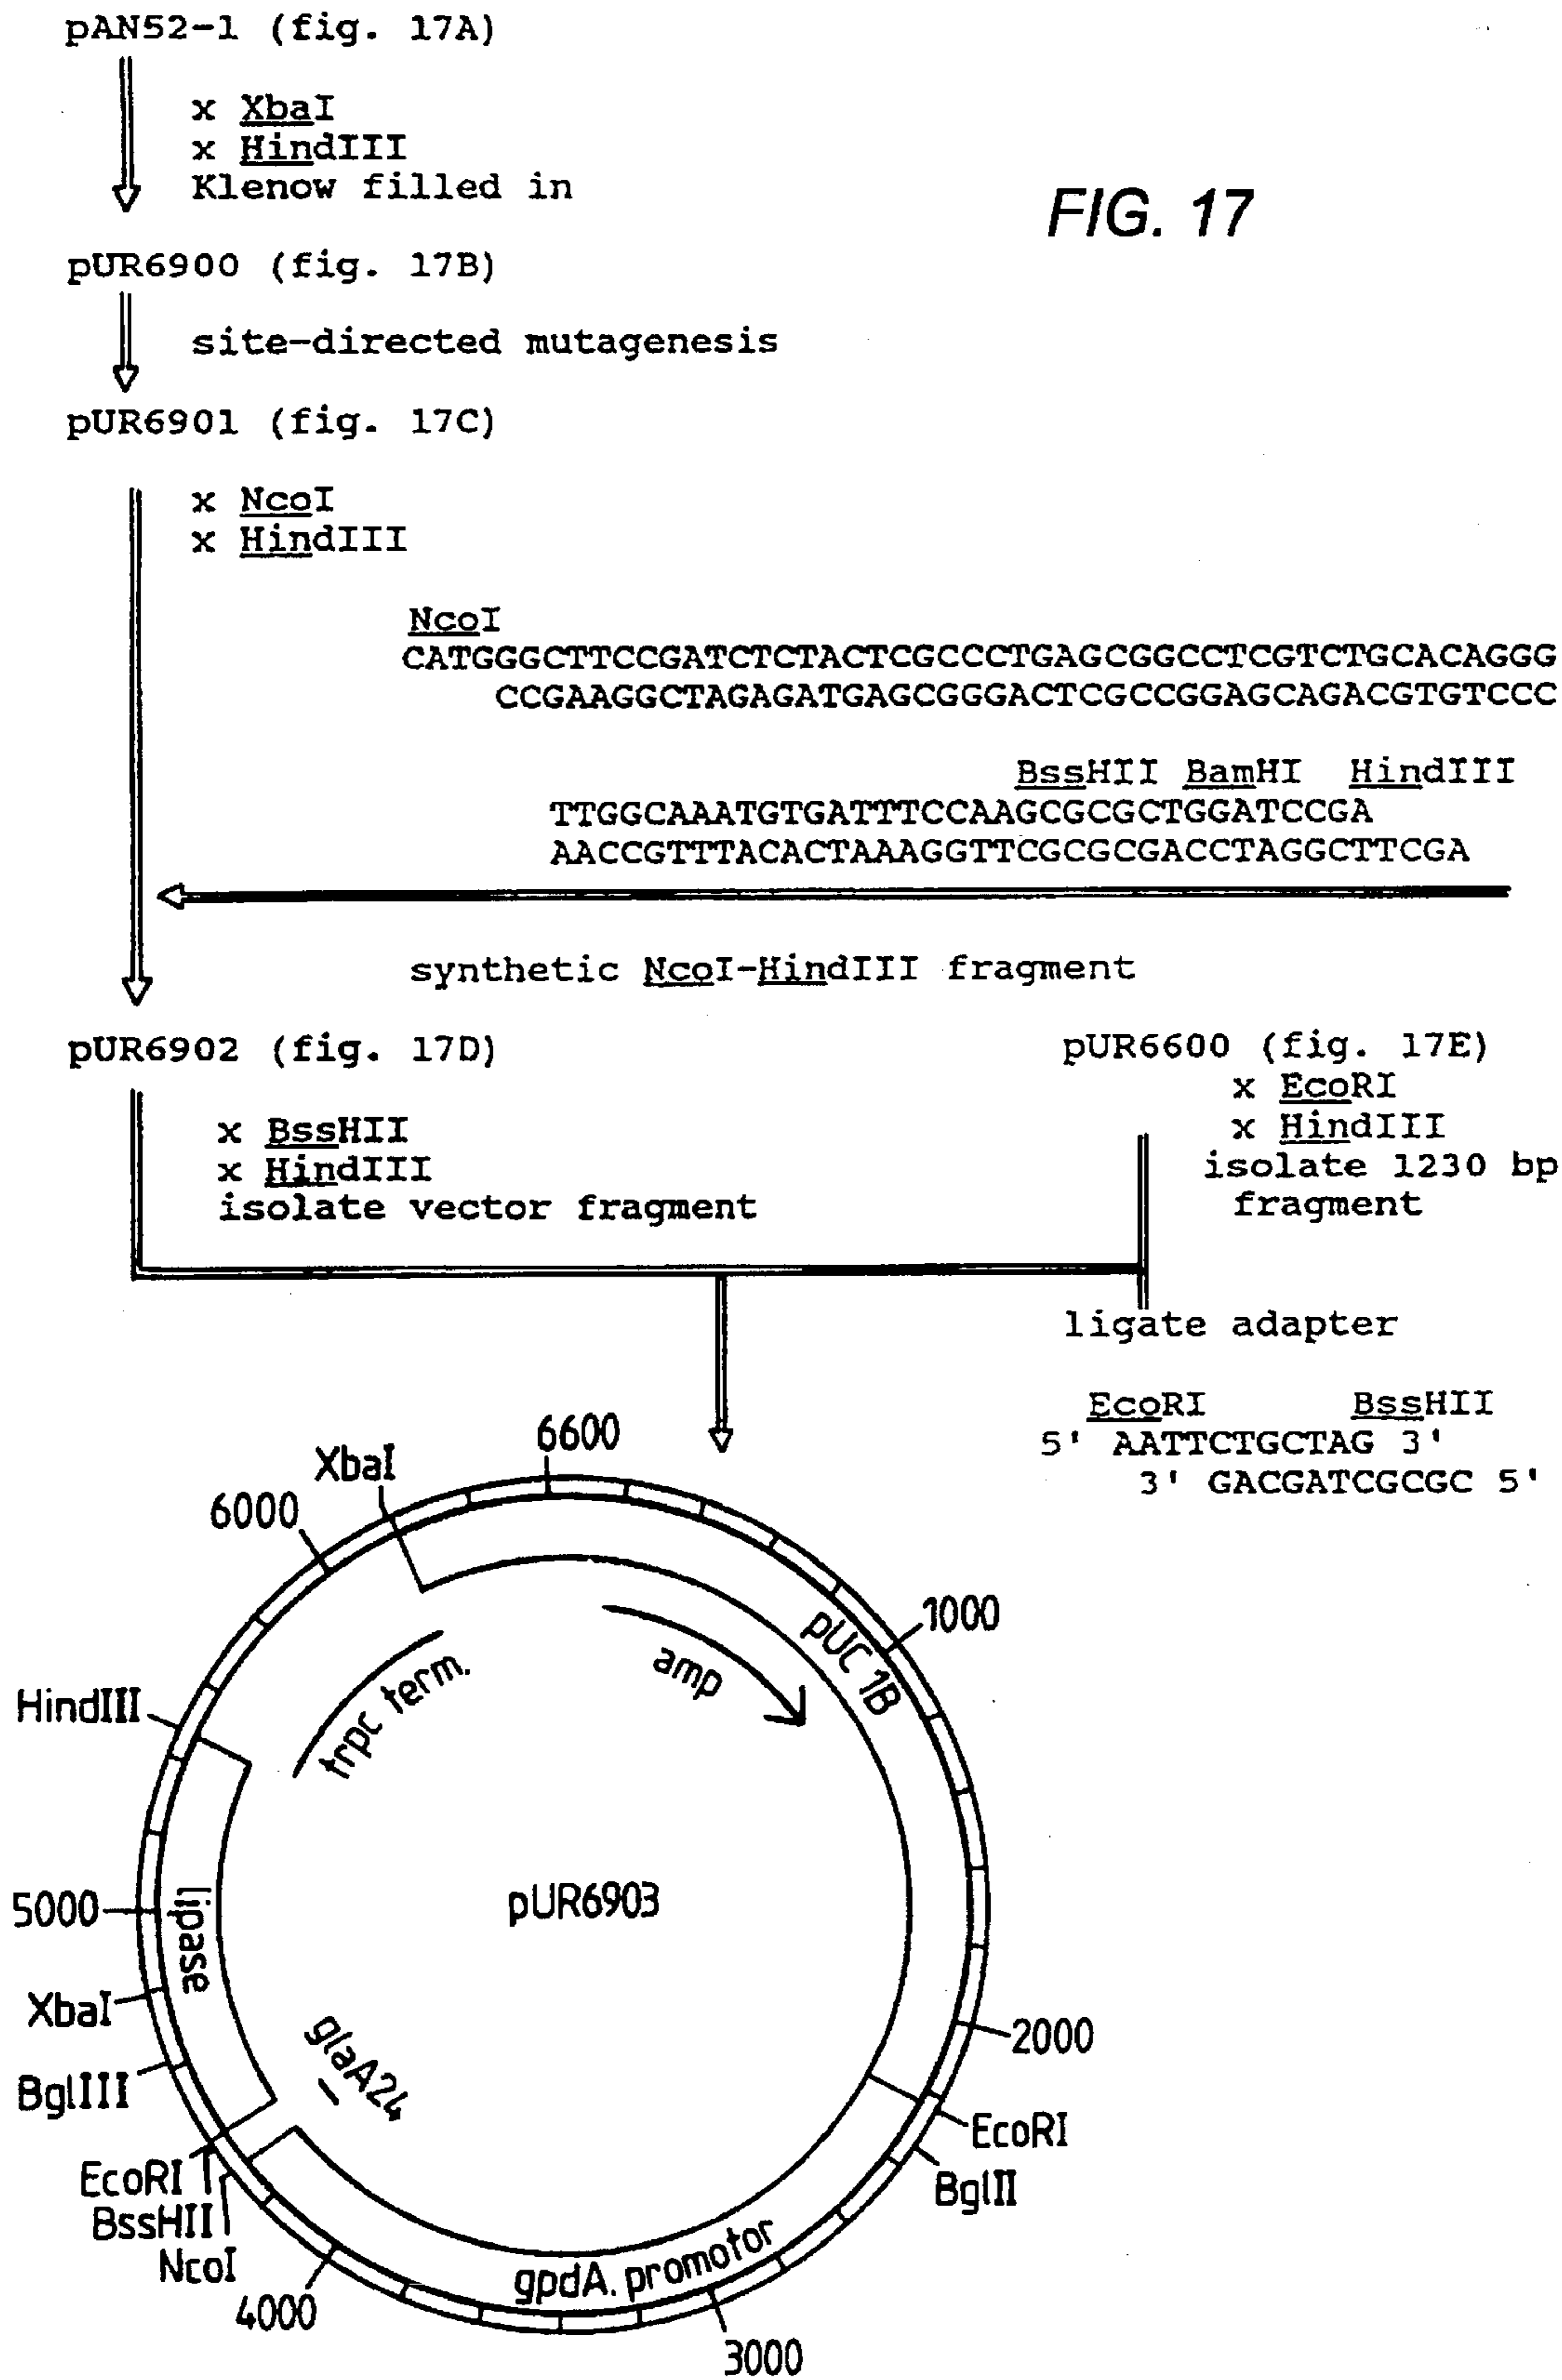 pAN52-1 (fig. 17A)
x XbaI
x HindIII
Klenow filled in
FIG. 17
pUR6900 (fig. 17B)
site-directed mutagenesis
pUR6901 (fig. 17C)
x NcoI
x HindIII
NcoI
CATGGGCTTCCGATCTCTACTCGCCCTGAGCGGCCTCGTCTGCACAGGG
CCGAAGGCTAGAGATGAGCGGGACTCGCCGGAGCAGACGTGTCCC
BssHII BamHI HindIII
TTGGCAAATGTGATTTCCAAGCGCGCTGGATCCGA
AACCGTTTACACTAAAGGTTCGCGCGACCTAGGCTTCGA
synthetic NcoI-HindIII fragment
pUR6902 (fig. 17D)
pUR6600 (fig. 17E)
x EcoRI
x HindIII
isolate 1230 bp
fragment
x BssHII
x HindIII
isolate vector fragment
ligate adapter
EcoRI BssHII
5' AATTCTGCTAG 3'
3' GACGATCGCGC 5'
6600
XbaI
6000
1000
pUC 1B
amp
trpc term.
HindIII
5000
lipase
pUR6903
XbaI
2000
glaA24
BglIII
EcoRI
EcoRI
BglII
BssHII
NcoI
gpdA. promotor
4000
3000